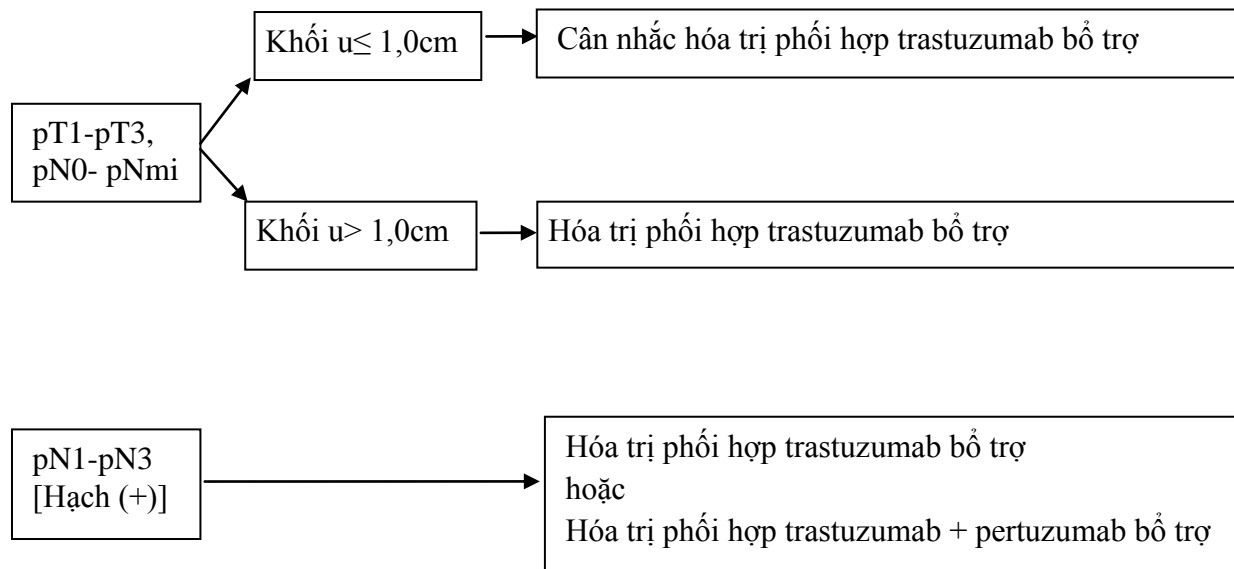 Khối u≤ 1,0cm
Cân nhắc hóa trị phối hợp trastuzumab bổ trợ
pT1-pT3,
pN0- pNmi
Khối u> 1,0cm
Hóa trị phối hợp trastuzumab bổ trợ
pN1-pN3
[Hạch (+)]
Hóa trị phối hợp trastuzumab bổ trợ
hoặc
Hóa trị phối hợp trastuzumab + pertuzumab bổ trợ